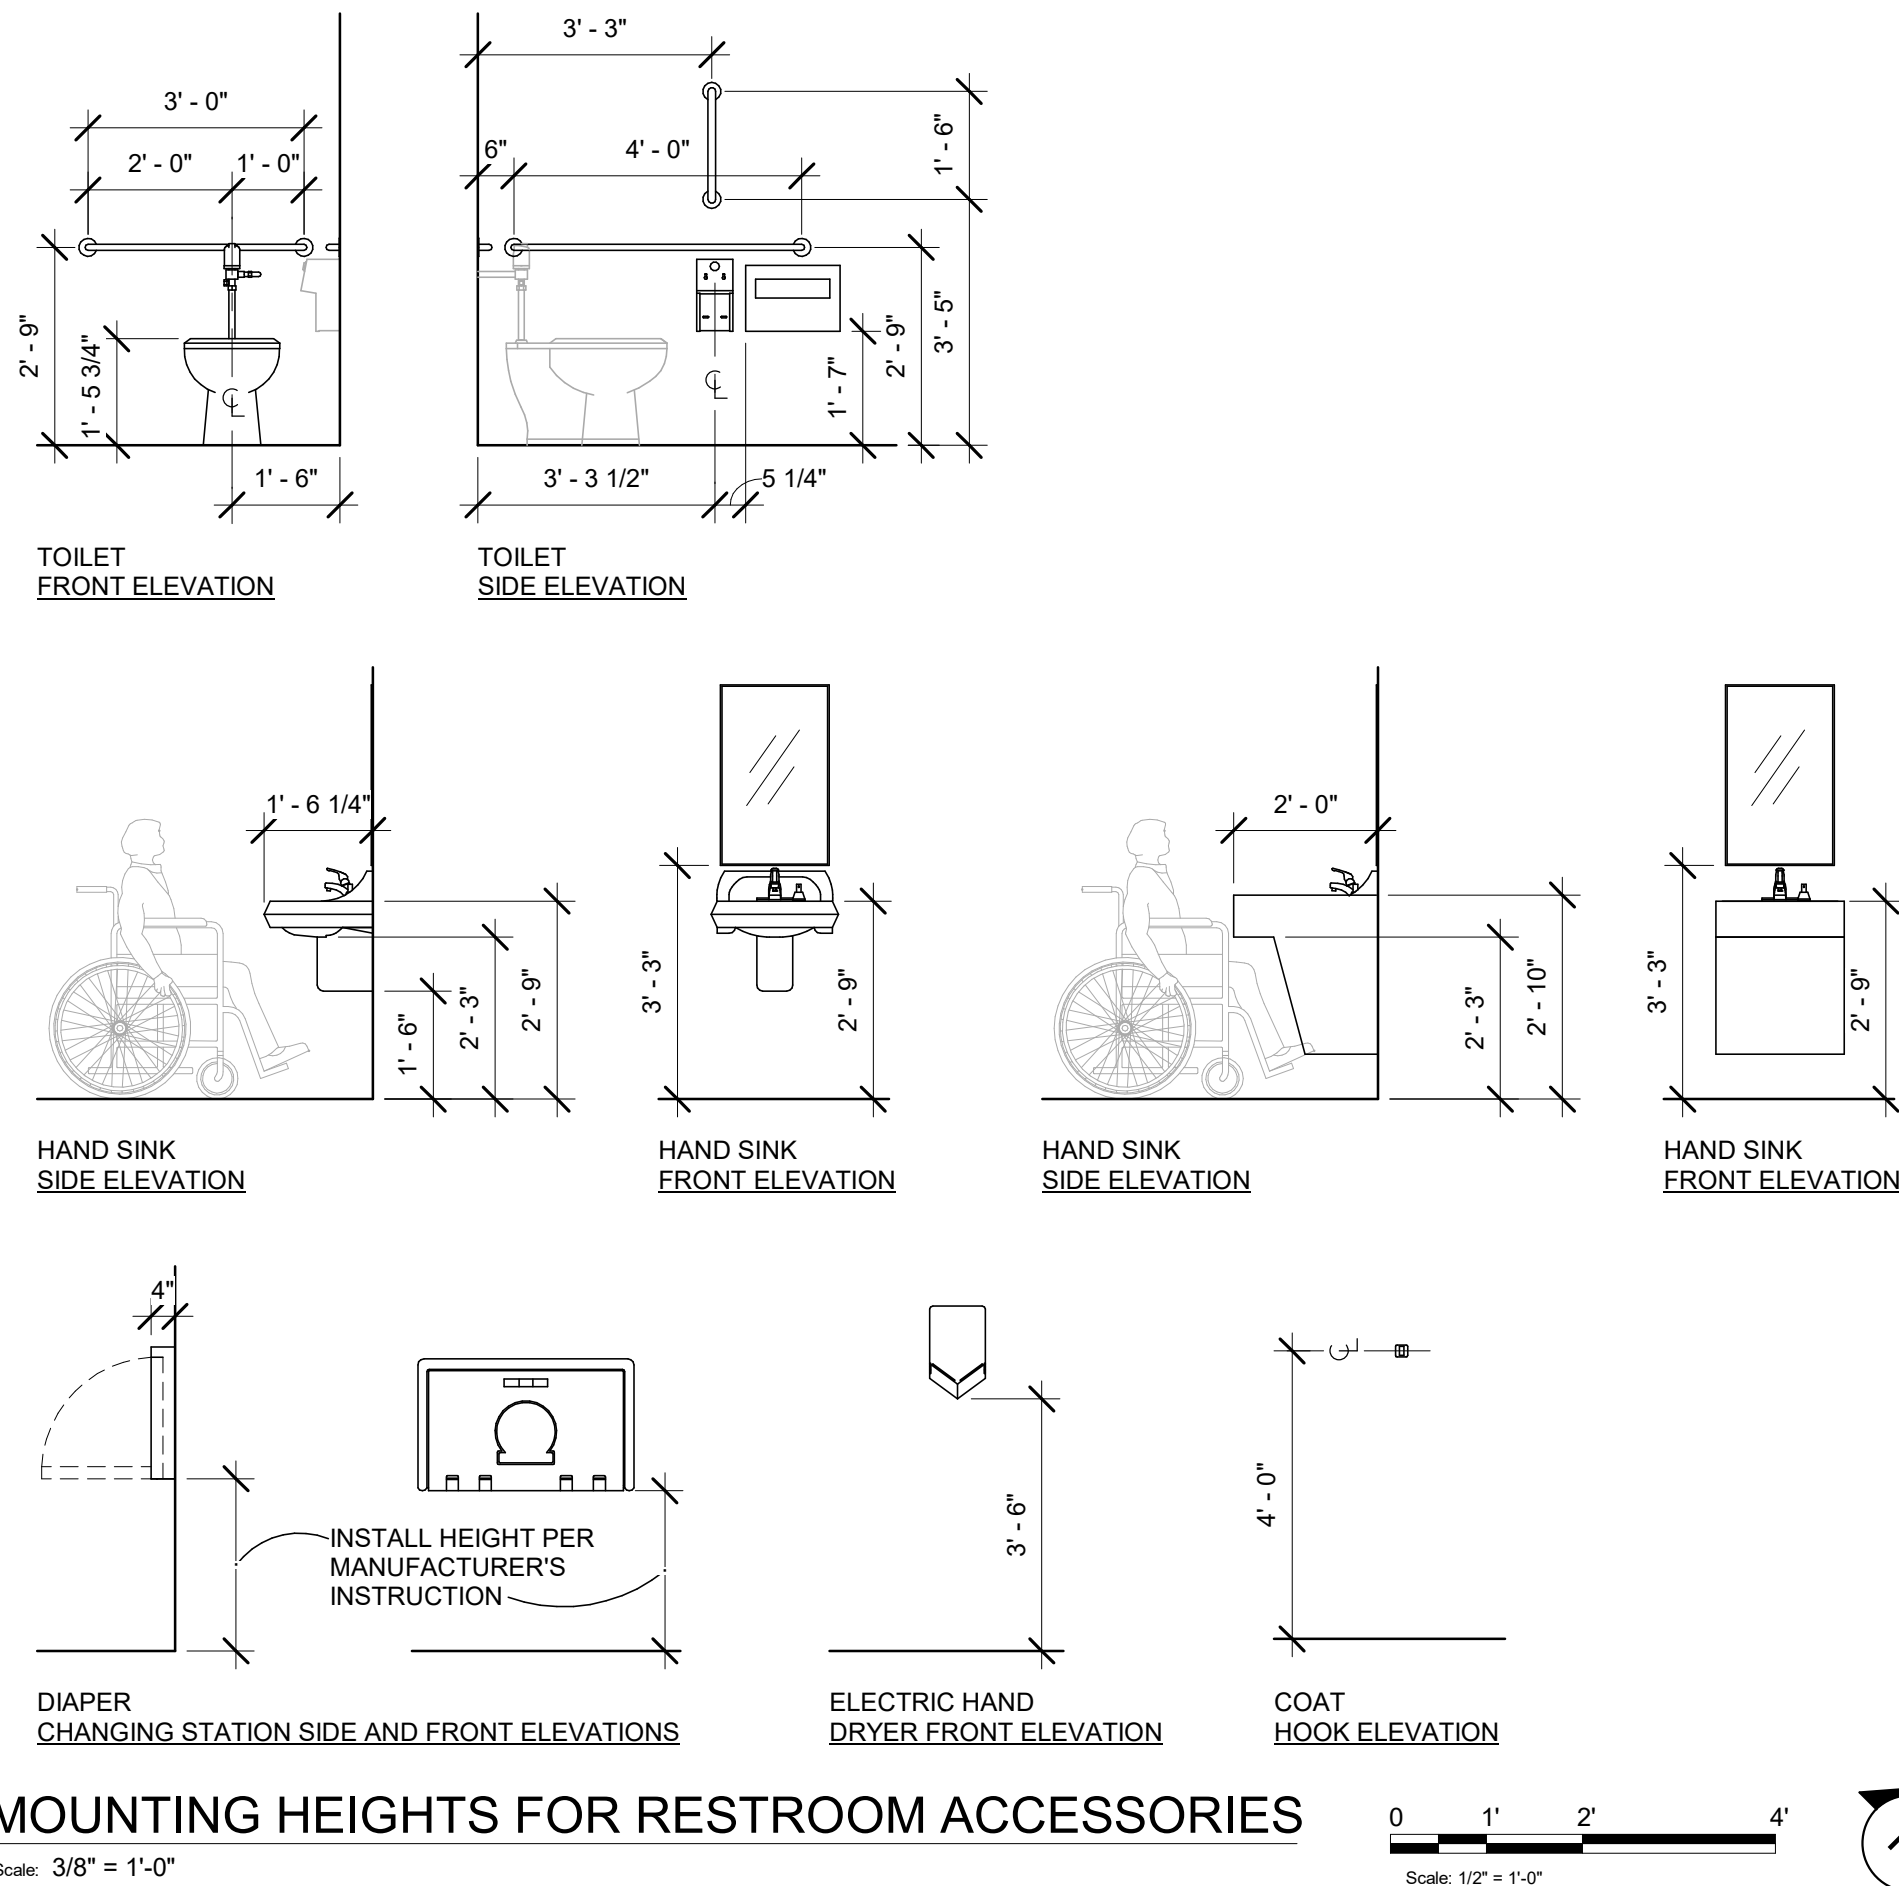 3' - 0"
2' - 0" 1' - 0"
2' - 9"
1' - 5 3/4"
C L
1' - 6"
TOILET
FRONT ELEVATION
3' - 3"
6" 4' - 0"
1' - 6"
C L
1' - 7"
2' - 9"
3' - 5"
3' - 3 1/2" 5 1/4"
TOILET
SIDE ELEVATION
1' - 6 1/4"
1' - 6"
2' - 3"
2' - 9"
HAND SINK
SIDE ELEVATION
3' - 3"
2' - 9"
HAND SINK
FRONT ELEVATION
2' - 0"
2' - 3"
2' - 10"
HAND SINK
SIDE ELEVATION
3' - 3"
2' - 9"
HAND SINK
FRONT ELEVATION
4"
INSTALL HEIGHT PER
MANUFACTURER'S
INSTRUCTION
DIAPER
CHANGING STATION SIDE AND FRONT ELEVATIONS
3' - 6"
ELECTRIC HAND
DRYER FRONT ELEVATION
C L
4' - 0"
COAT
HOOK ELEVATION
MOUNTING HEIGHTS FOR RESTROOM ACCESSORIES
Scale: 3/8" = 1'-0"
0 1' 2' 4'
Scale: 1/2" = 1'-0"